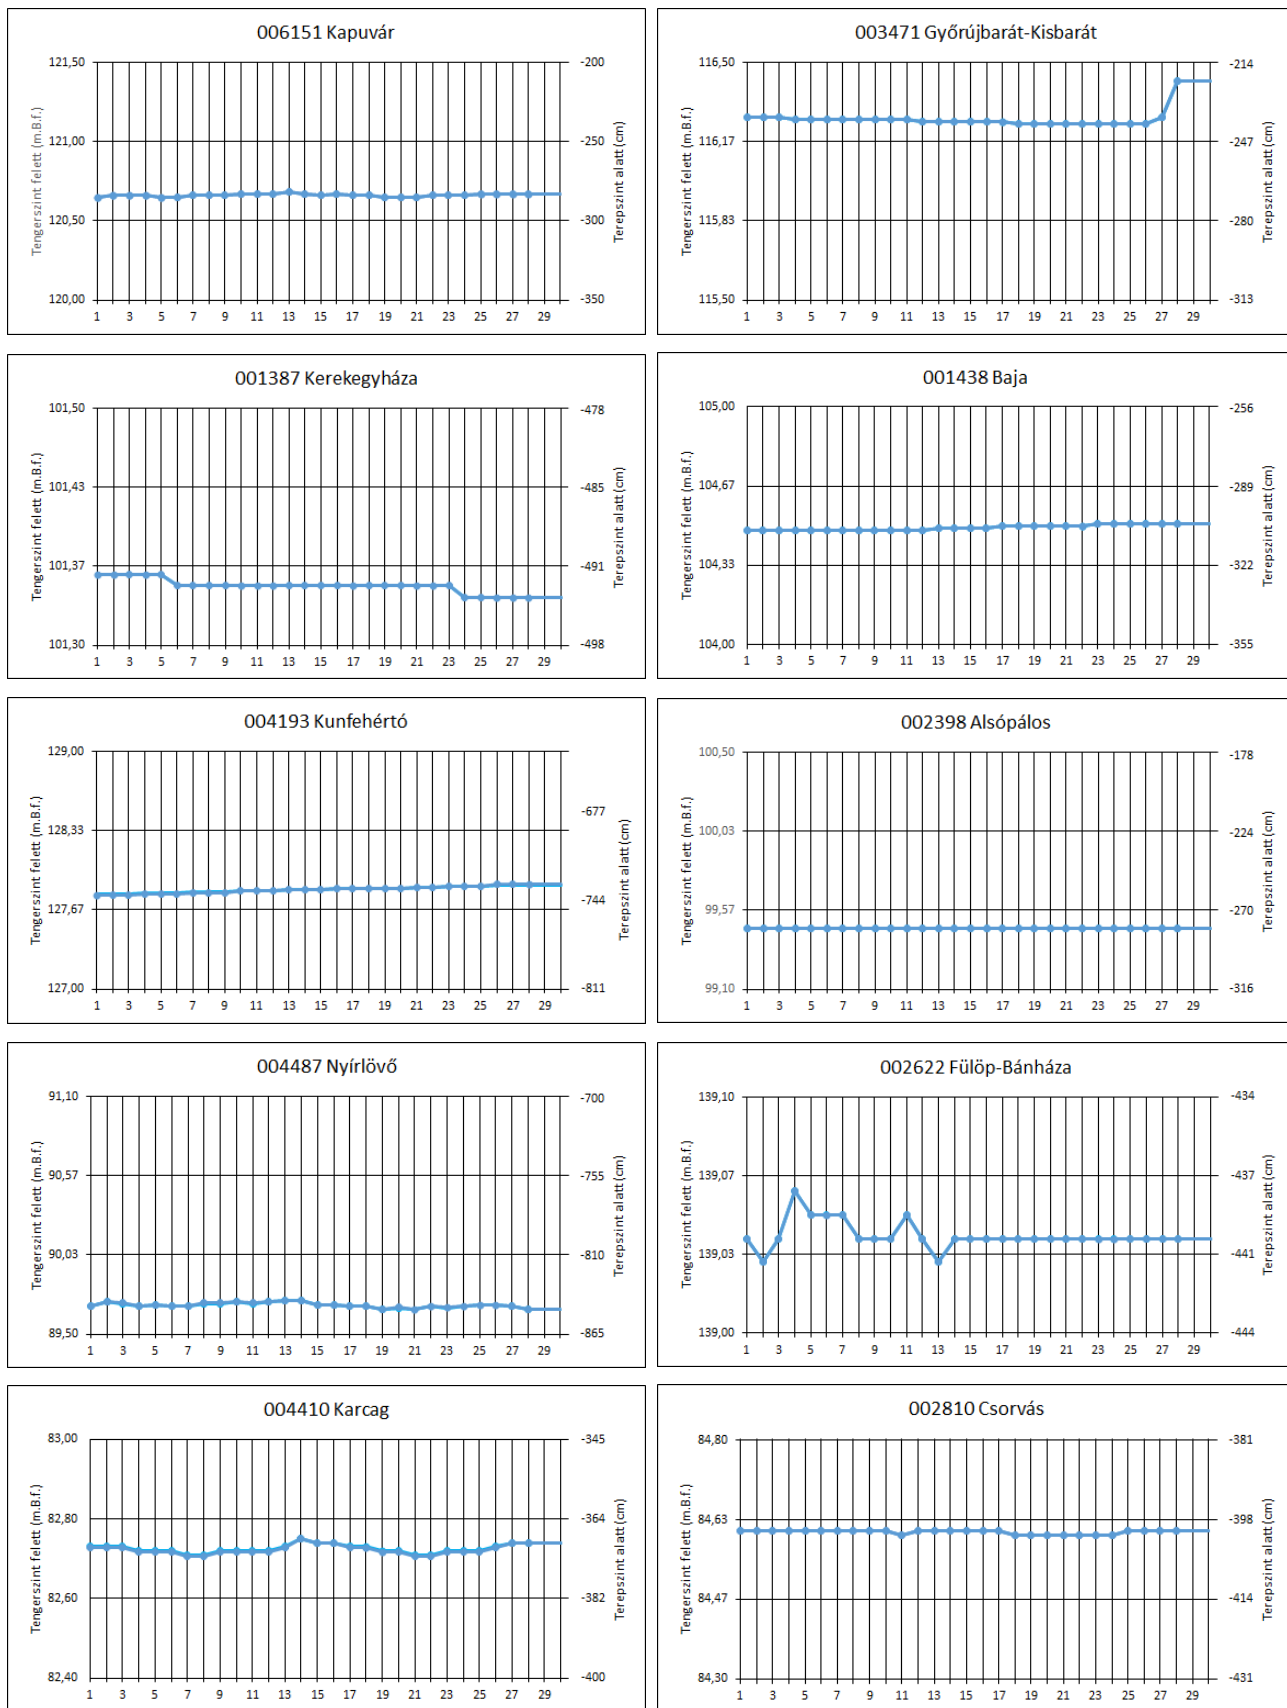 006151 Kapuvár
Tengerszint felett (m.B.f.)
121,50
121,00
120,50
120,00
-200
-250
-300
-350
Terepszint alatt (cm)
1 3 5 7 9 11 13 15 17 19 21 23 25 27 29
003471 Győrújbarát-Kisbarát
Tengerszint felett (m.B.f.)
116,50
116,17
115,83
115,50
-214
-247
-280
-313
Terepszint alatt (cm)
1 3 5 7 9 11 13 15 17 19 21 23 25 27 29
001387 Kerekegyháza
Tengerszint felett (m.B.f.)
101,50
101,43
101,37
101,30
-478
-485
-491
-498
Terepszint alatt (cm)
1 3 5 7 9 11 13 15 17 19 21 23 25 27 29
001438 Baja
Tengerszint felett (m.B.f.)
105,00
104,67
104,33
104,00
-256
-289
-322
-355
Terepszint alatt (cm)
1 3 5 7 9 11 13 15 17 19 21 23 25 27 29
004193 Kunfehértó
Tengerszint felett (m.B.f.)
129,00
128,33
127,67
127,00
-677
-744
-811
Terepszint alatt (cm)
1 3 5 7 9 11 13 15 17 19 21 23 25 27 29
002398 Alsópálos
Tengerszint felett (m.B.f.)
100,50
100,03
99,57
99,10
-178
-224
-270
-316
Terepszint alatt (cm)
1 3 5 7 9 11 13 15 17 19 21 23 25 27 29
004487 Nyírlövő
Tengerszint felett (m.B.f.)
91,10
90,57
90,03
89,50
-700
-755
-810
-865
Terepszint alatt (cm)
1 3 5 7 9 11 13 15 17 19 21 23 25 27 29
002622 Fülöp-Bánháza
Tengerszint felett (m.B.f.)
139,10
139,07
139,03
139,00
-434
-437
-441
-444
Terepszint alatt (cm)
1 3 5 7 9 11 13 15 17 19 21 23 25 27 29
004410 Karcag
Tengerszint felett (m.B.f.)
83,00
82,80
82,60
82,40
-345
-364
-382
-400
Terepszint alatt (cm)
1 3 5 7 9 11 13 15 17 19 21 23 25 27 29
002810 Csorvás
Tengerszint felett (m.B.f.)
84,80
84,63
84,47
84,30
-381
-398
-414
-431
Terepszint alatt (cm)
1 3 5 7 9 11 13 15 17 19 21 23 25 27 29